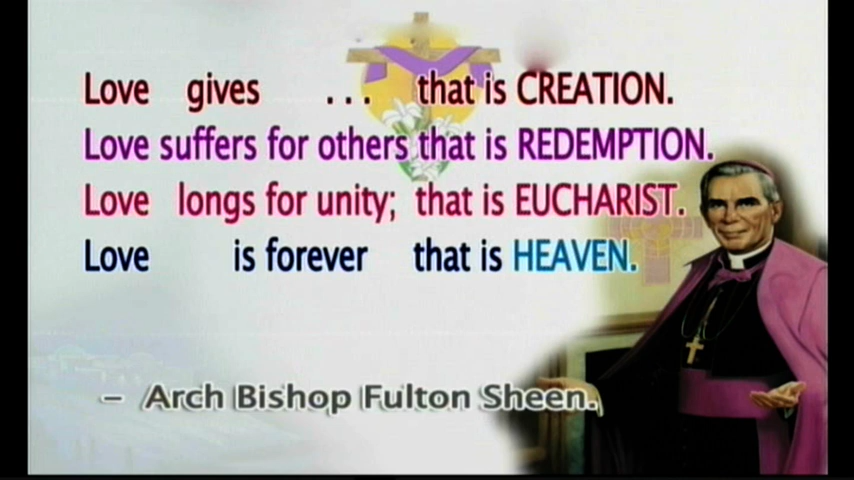 Love gives ... that is CREATION.
Love suffers for others that is REDEMPTION.
Love longs for unity; that is EUCHARIST.
Love is forever that is HEAVEN.
– Arch Bishop Fulton Sheen.